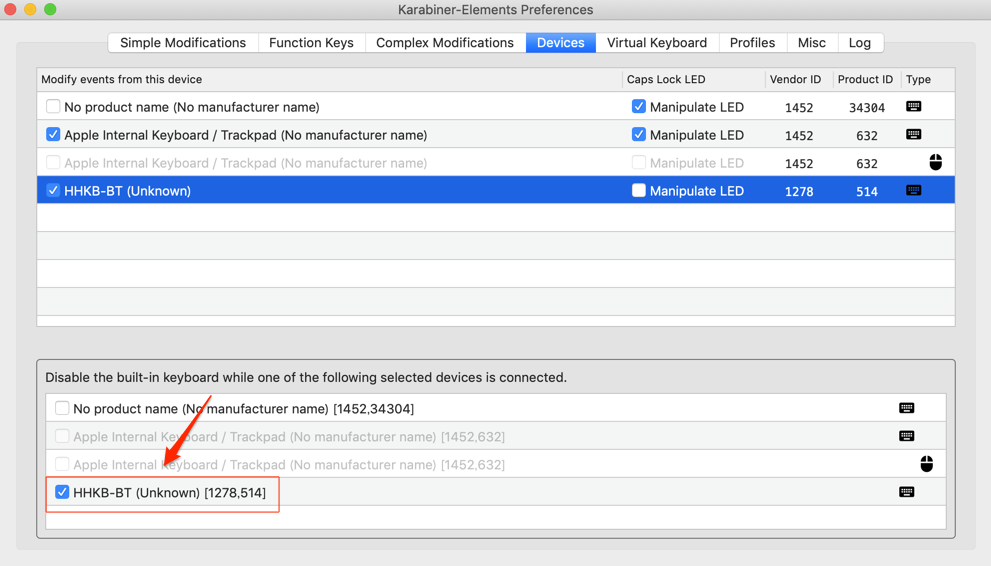 Karabiner-Elements Preferences
Simple Modifications Function Keys Complex Modifications Devices Virtual Keyboard Profiles Misc Log
Modify events from this device Caps Lock LED Vendor ID Product ID Type
No product name (No manufacturer name) Manipulate LED 1452 34304
Apple Internal Keyboard / Trackpad (No manufacturer name) Manipulate LED 1452 632
Apple Internal Keyboard / Trackpad (No manufacturer name) Manipulate LED 1452 632
HHKB-BT (Unknown) Manipulate LED 1278 514
Disable the built-in keyboard while one of the following selected devices is connected.
No product name (No manufacturer name) [1452,34304]
Apple Internal Keyboard / Trackpad (No manufacturer name) [1452,632]
Apple Internal Keyboard / Trackpad (No manufacturer name) [1452,632]
HHKB-BT (Unknown) [1278,514]